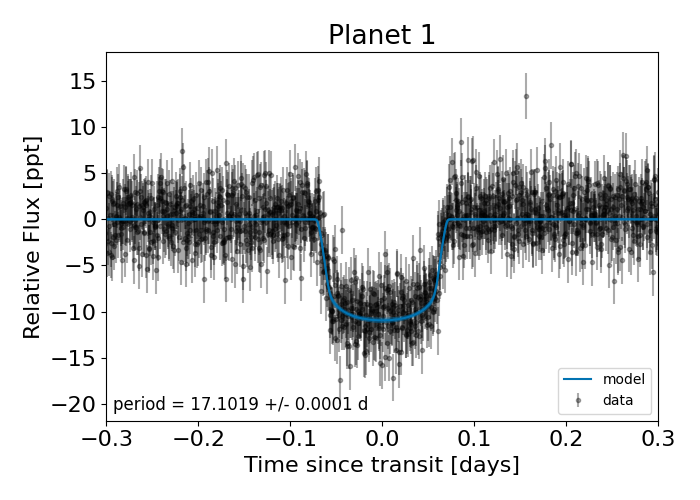 Planet 1
Relative Flux [ppt]
15
10
5
0
−5
−10
−15
−20
period = 17.1019 +/- 0.0001 d
model
data
−0.3
−0.2
−0.1
0.0
0.1
0.2
0.3
Time since transit [days]